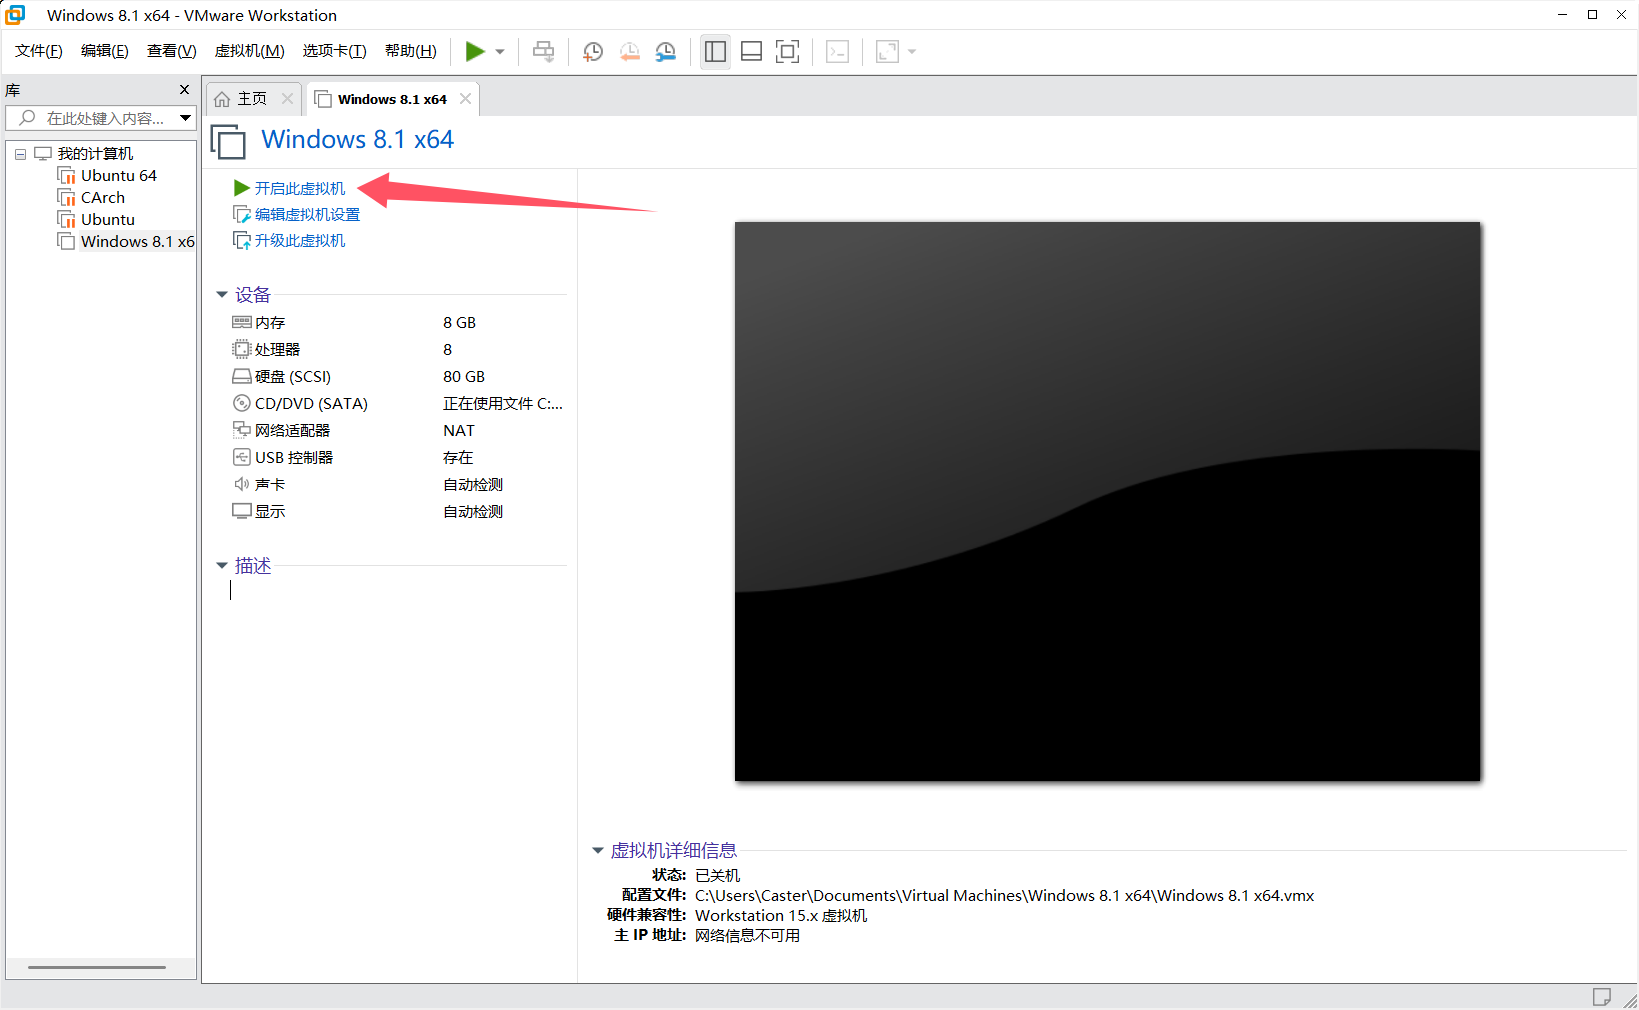 Windows 8.1 x64 - VMware Workstation
文件(F) 编辑(E) 查看(V) 虚拟机(M) 选项卡(T) 帮助(H)
库
在此处键入内容...
我的计算机
Ubuntu 64
CArch
Ubuntu
Windows 8.1 x6
主页
Windows 8.1 x64
Windows 8.1 x64
开启此虚拟机
编辑虚拟机设置
升级此虚拟机
设备
内存 8 GB
处理器 8
硬盘 (SCSI) 80 GB
CD/DVD (SATA) 正在使用文件 C:...
网络适配器 NAT
USB 控制器 存在
声卡 自动检测
显示 自动检测
描述
虚拟机详细信息
状态: 已关机
配置文件: C:\Users\Caster\Documents\Virtual Machines\Windows 8.1 x64\Windows 8.1 x64.vmx
硬件兼容性: Workstation 15.x 虚拟机
主 IP 地址: 网络信息不可用